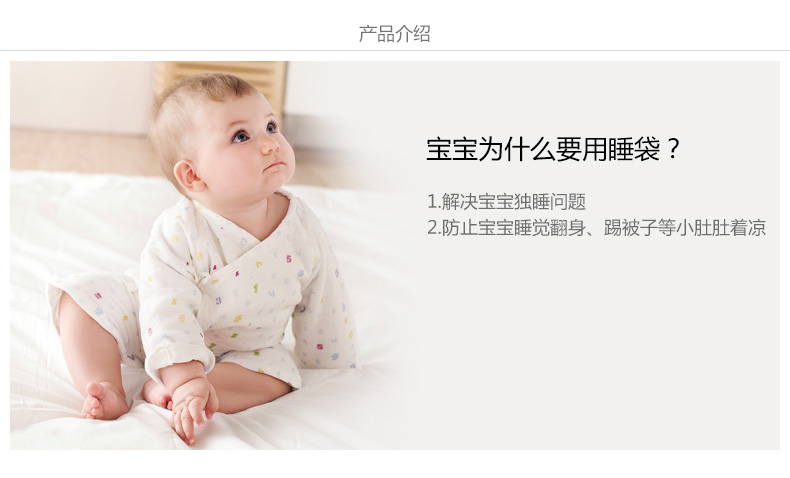 产品介绍
宝宝为什么要用睡袋？
1.解决宝宝独睡问题
2.防止宝宝睡觉翻身、踢被子等小肚肚着凉